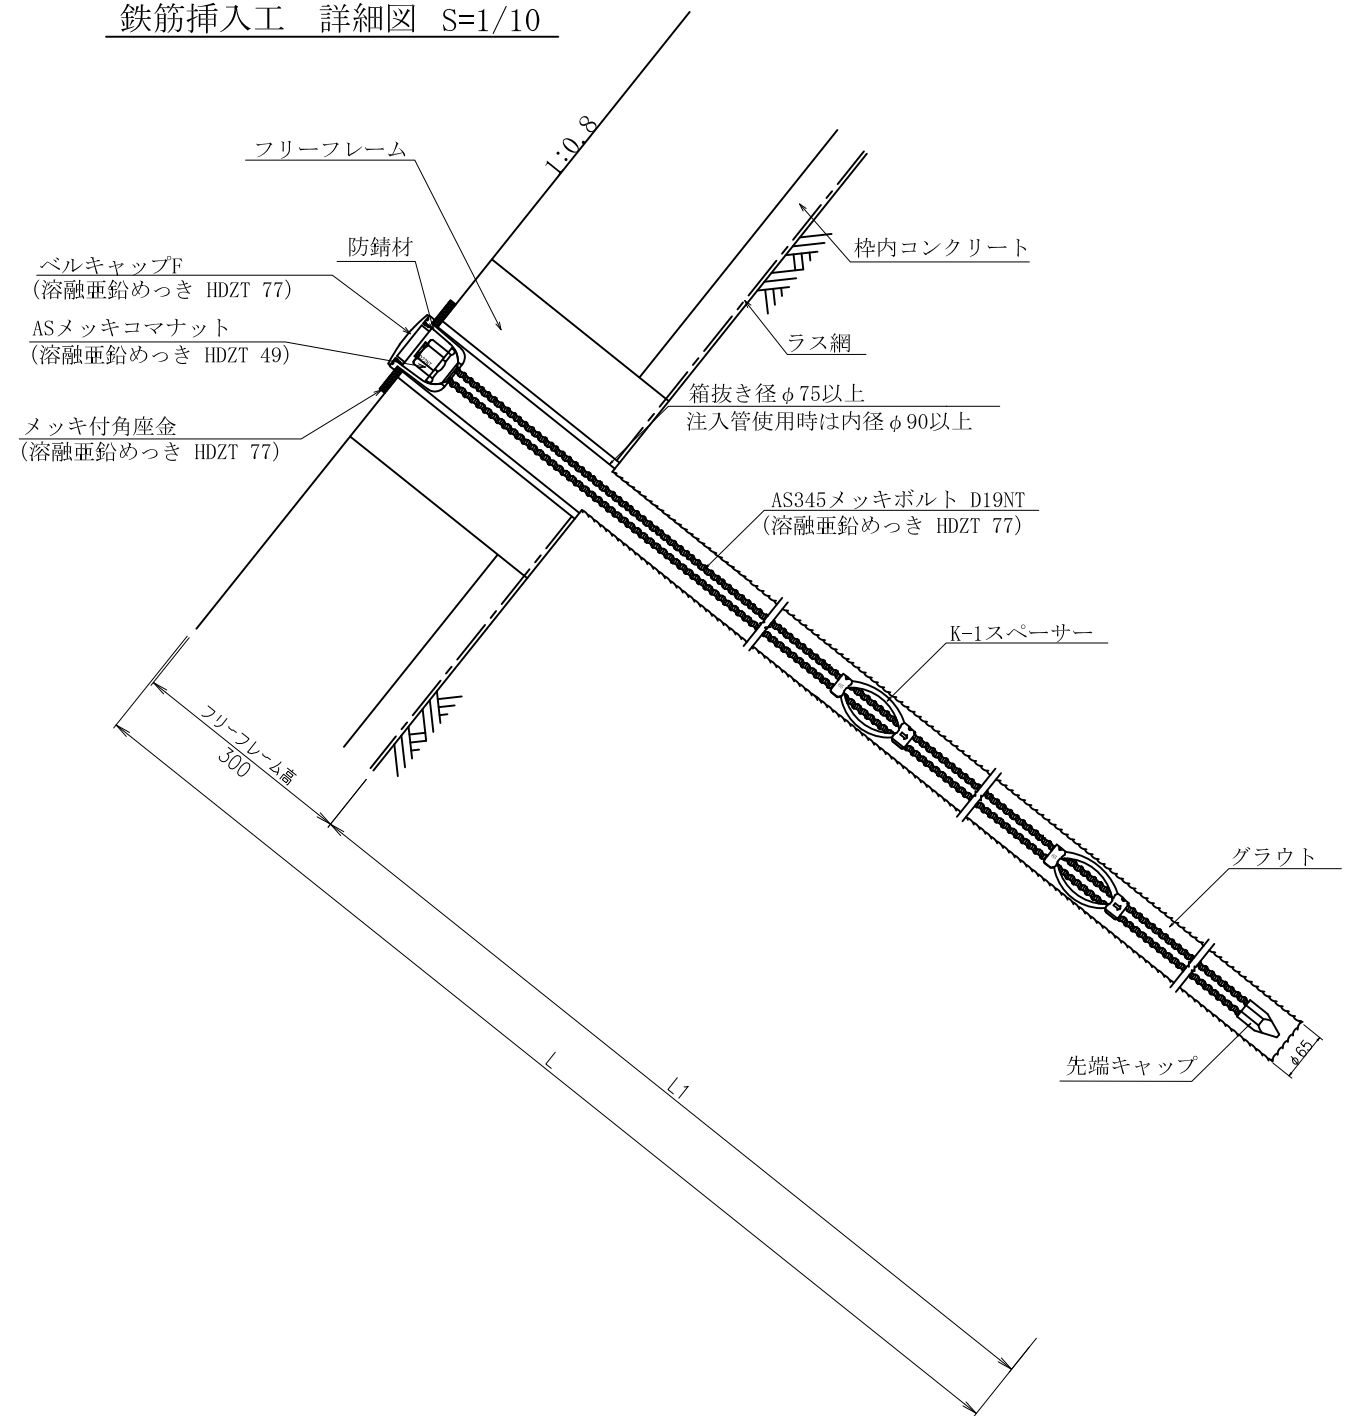 鉄筋挿入工　詳細図 S=1/10
1:0.8
フリーフレーム
防錆材
枠内コンクリート
ベルキャップF
(溶融亜鉛めっき HDZT 77)
ASメッキコマナット
(溶融亜鉛めっき HDZT 49)
ラス網
箱抜き径φ75以上
注入管使用時は内径φ90以上
メッキ付角座金
(溶融亜鉛めっき HDZT 77)
AS345メッキボルト D19NT
(溶融亜鉛めっき HDZT 77)
K-1スペーサー
フリーフレーム高
300
グラウト
φ65
先端キャップ
L
L1